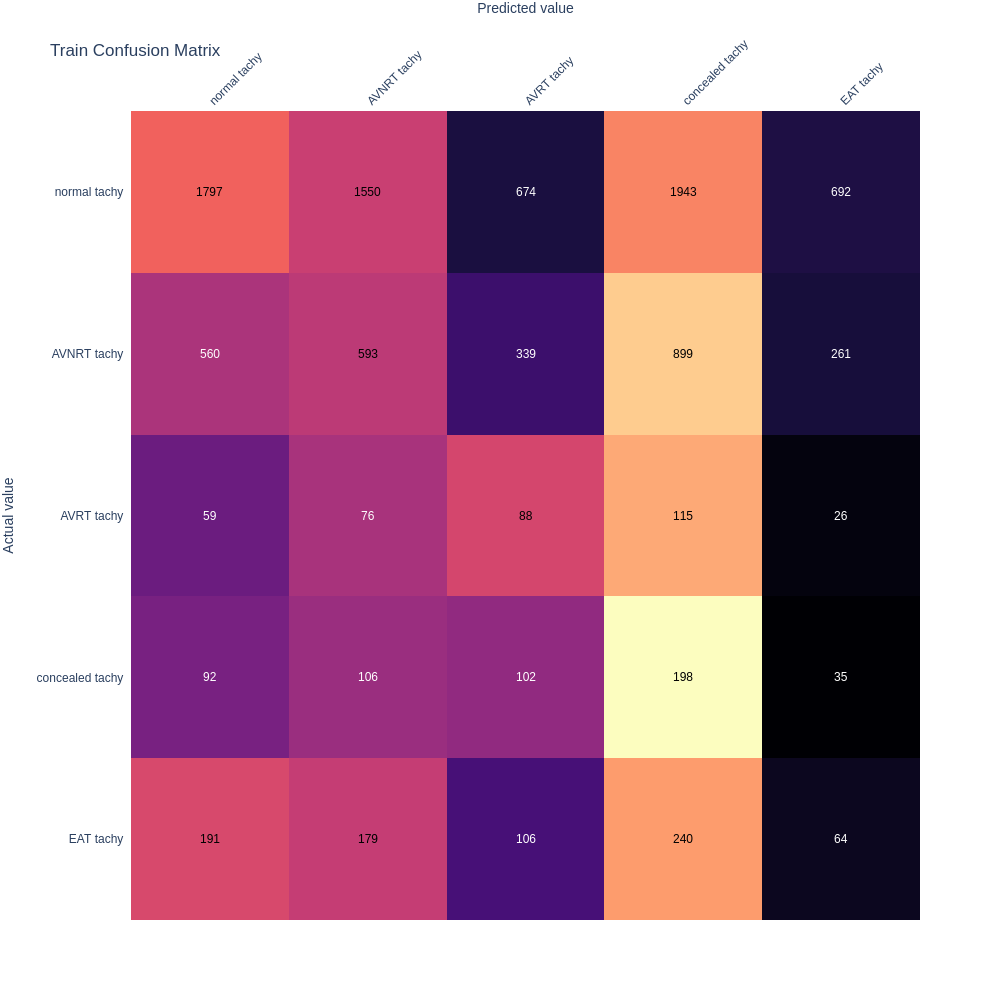 Predicted value
Train Confusion Matrix
normal tachy AVNRT tachy AVRT tachy concealed tachy EAT tachy
Actual value
normal tachy 1797 1550 674 1943 692
AVNRT tachy 560 593 339 899 261
AVRT tachy 59 76 88 115 26
concealed tachy 92 106 102 198 35
EAT tachy 191 179 106 240 64